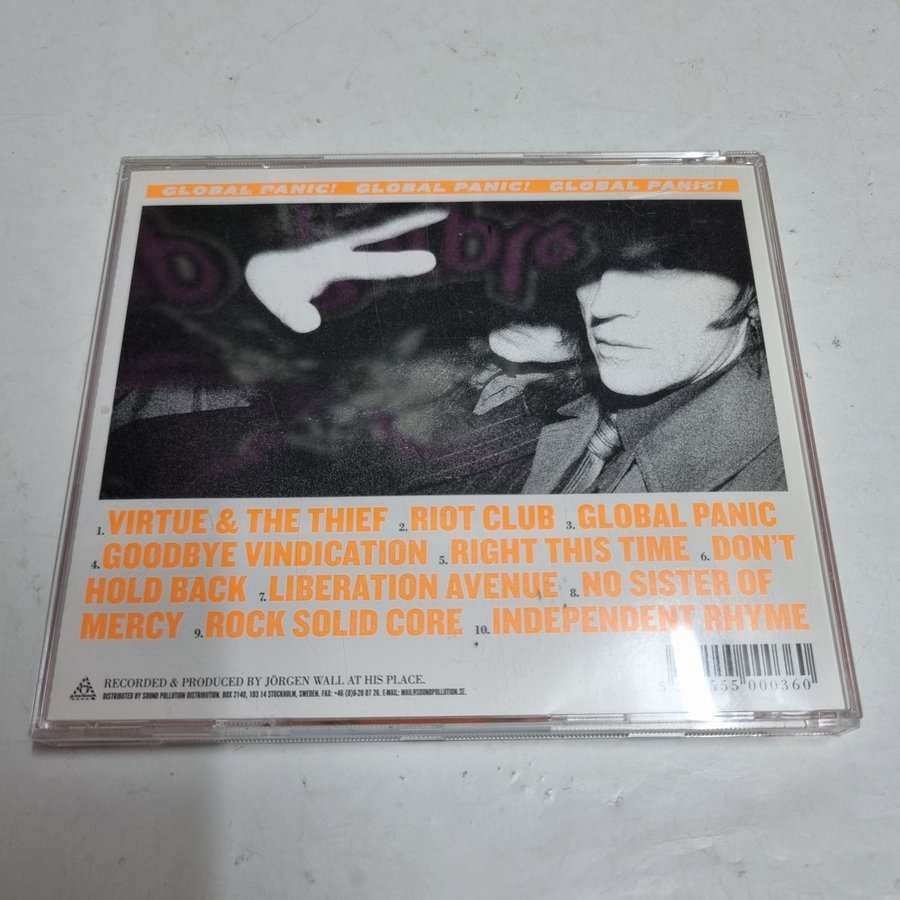 GLOBAL PANIC! GLOBAL PANIC! GLOBAL PANIC!
1. VIRTUE & THE THIEF 2. RIOT CLUB 3. GLOBAL PANIC
4. GOODBYE VINDICATION 5. RIGHT THIS TIME 6. DON'T
HOLD BACK 7. LIBERATION AVENUE 8. NO SISTER OF
MERCY 9. ROCK SOLID CORE 10. INDEPENDENT RHYME
RECORDED & PRODUCED BY JÖRGEN WALL AT HIS PLACE.
DISTRIBUTED BY SOUND POLLUTION DISTRIBUTION. BOX 2140, 103 14 STOCKHOLM, SWEDEN. FAX: +46 (0)8-20 07 26. E-MAIL: MAIL@SOUNDPOLLUTION.SE.
000360